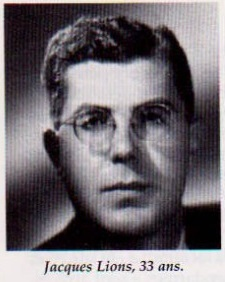 Jacques Lions, 33 ans.